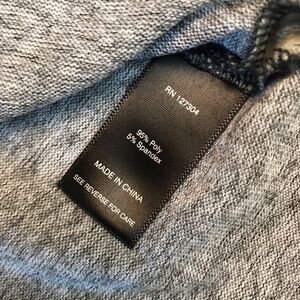 RN 127304
95% Poly
5% Spandex
MADE IN CHINA
SEE REVERSE FOR CARE